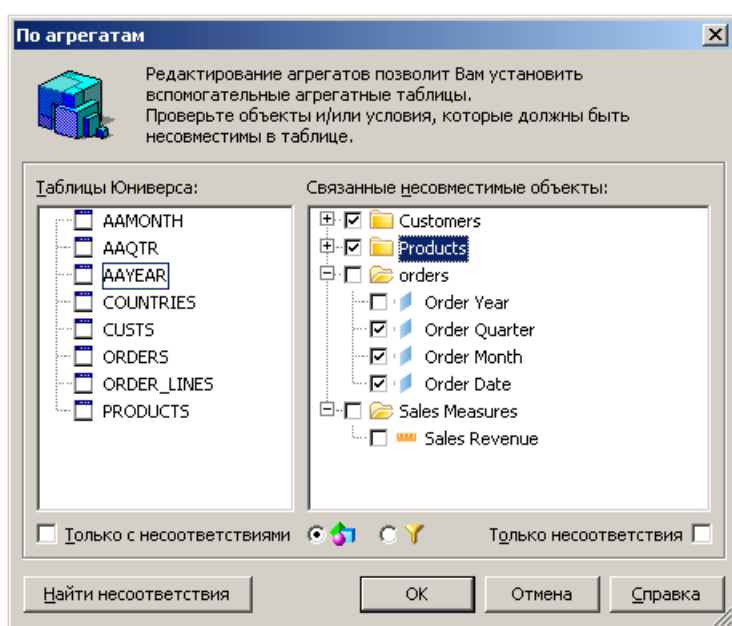 По агрегатам
Редактирование агрегатов позволит Вам установить
вспомогательные агрегатные таблицы.
Проверьте объекты и/или условия, которые должны быть
несовместимы в таблице.
Таблицы Юниверса:
AAMONTH
AAQTR
AAYEAR
COUNTRIES
CUSTS
ORDERS
ORDER_LINES
PRODUCTS
Связанные несовместимые объекты:
Customers
Products
orders
Order Year
Order Quarter
Order Month
Order Date
Sales Measures
Sales Revenue
Только с несоответствиями
Только несоответствия
Найти несоответствия
OK
Отмена
Справка